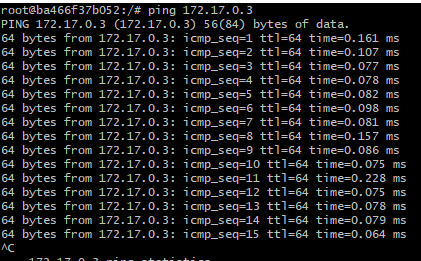 root@ba466f37b052:/# ping 172.17.0.3
PING 172.17.0.3 (172.17.0.3) 56(84) bytes of data.
64 bytes from 172.17.0.3: icmp_seq=1 ttl=64 time=0.161 ms
64 bytes from 172.17.0.3: icmp_seq=2 ttl=64 time=0.107 ms
64 bytes from 172.17.0.3: icmp_seq=3 ttl=64 time=0.077 ms
64 bytes from 172.17.0.3: icmp_seq=4 ttl=64 time=0.078 ms
64 bytes from 172.17.0.3: icmp_seq=5 ttl=64 time=0.082 ms
64 bytes from 172.17.0.3: icmp_seq=6 ttl=64 time=0.098 ms
64 bytes from 172.17.0.3: icmp_seq=7 ttl=64 time=0.081 ms
64 bytes from 172.17.0.3: icmp_seq=8 ttl=64 time=0.157 ms
64 bytes from 172.17.0.3: icmp_seq=9 ttl=64 time=0.086 ms
64 bytes from 172.17.0.3: icmp_seq=10 ttl=64 time=0.075 ms
64 bytes from 172.17.0.3: icmp_seq=11 ttl=64 time=0.228 ms
64 bytes from 172.17.0.3: icmp_seq=12 ttl=64 time=0.075 ms
64 bytes from 172.17.0.3: icmp_seq=13 ttl=64 time=0.078 ms
64 bytes from 172.17.0.3: icmp_seq=14 ttl=64 time=0.079 ms
64 bytes from 172.17.0.3: icmp_seq=15 ttl=64 time=0.064 ms
^C
172.17.0.3 ping statistics